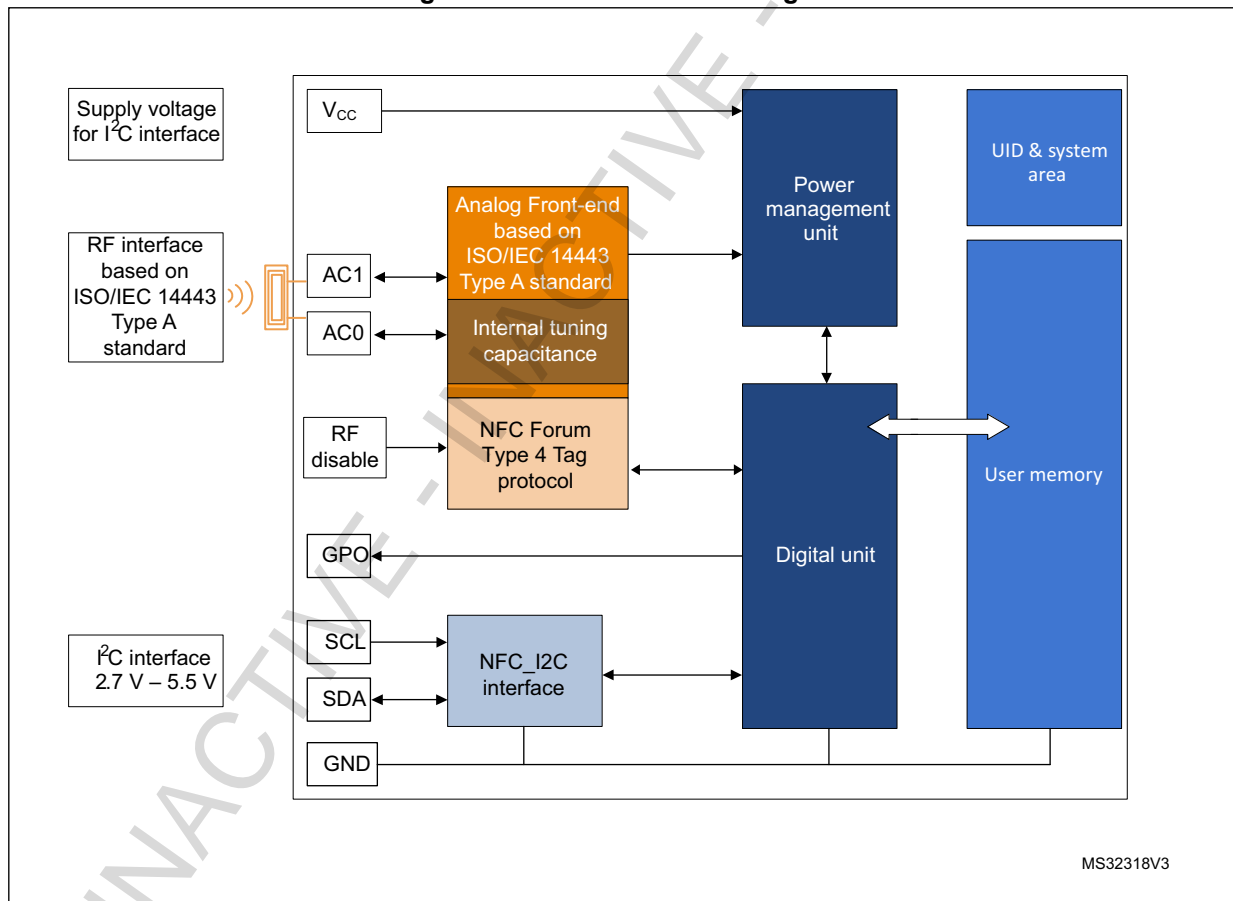 Supply voltage
for I²C interface
V_CC
Power
management
unit
UID & system
area
RF interface
based on
ISO/IEC 14443
Type A
standard
AC1
AC0
Analog Front-end
based on
ISO/IEC 14443
Type A standard
Internal tuning
capacitance
RF
disable
NFC Forum
Type 4 Tag
protocol
User memory
GPO
Digital unit
I²C interface
2.7 V – 5.5 V
SCL
SDA
NFC_I2C
interface
GND
MS32318V3
INACTIVE - INACTIVE -